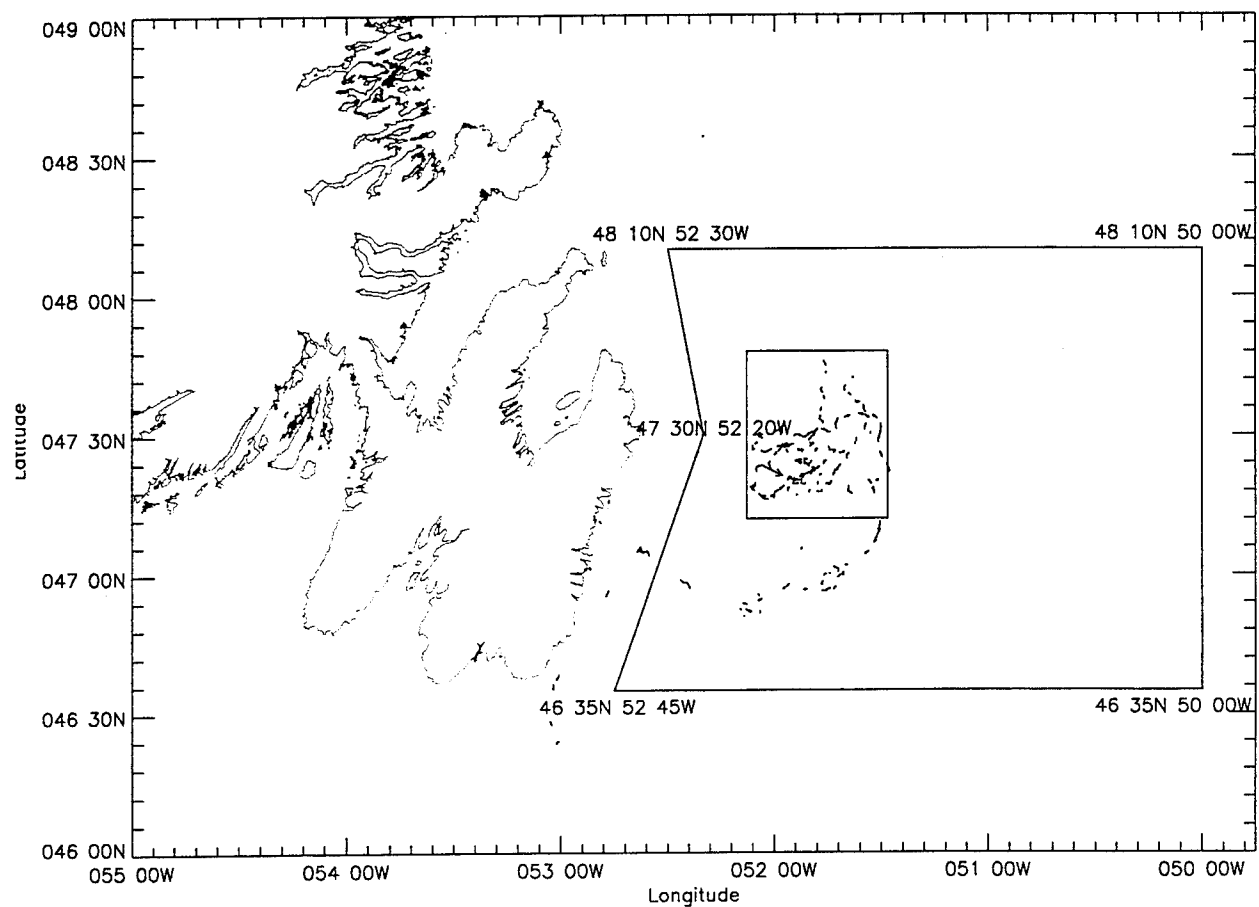 049 00N
048 30N
48 10N 52 30W
48 10N 50 00W
048 00N
Latitude
047 30N
47 30N 52 20W
047 00N
46 35N 52 45W
46 35N 50 00W
046 30N
046 00N
055 00W
054 00W
053 00W
052 00W
051 00W
050 00W
Longitude